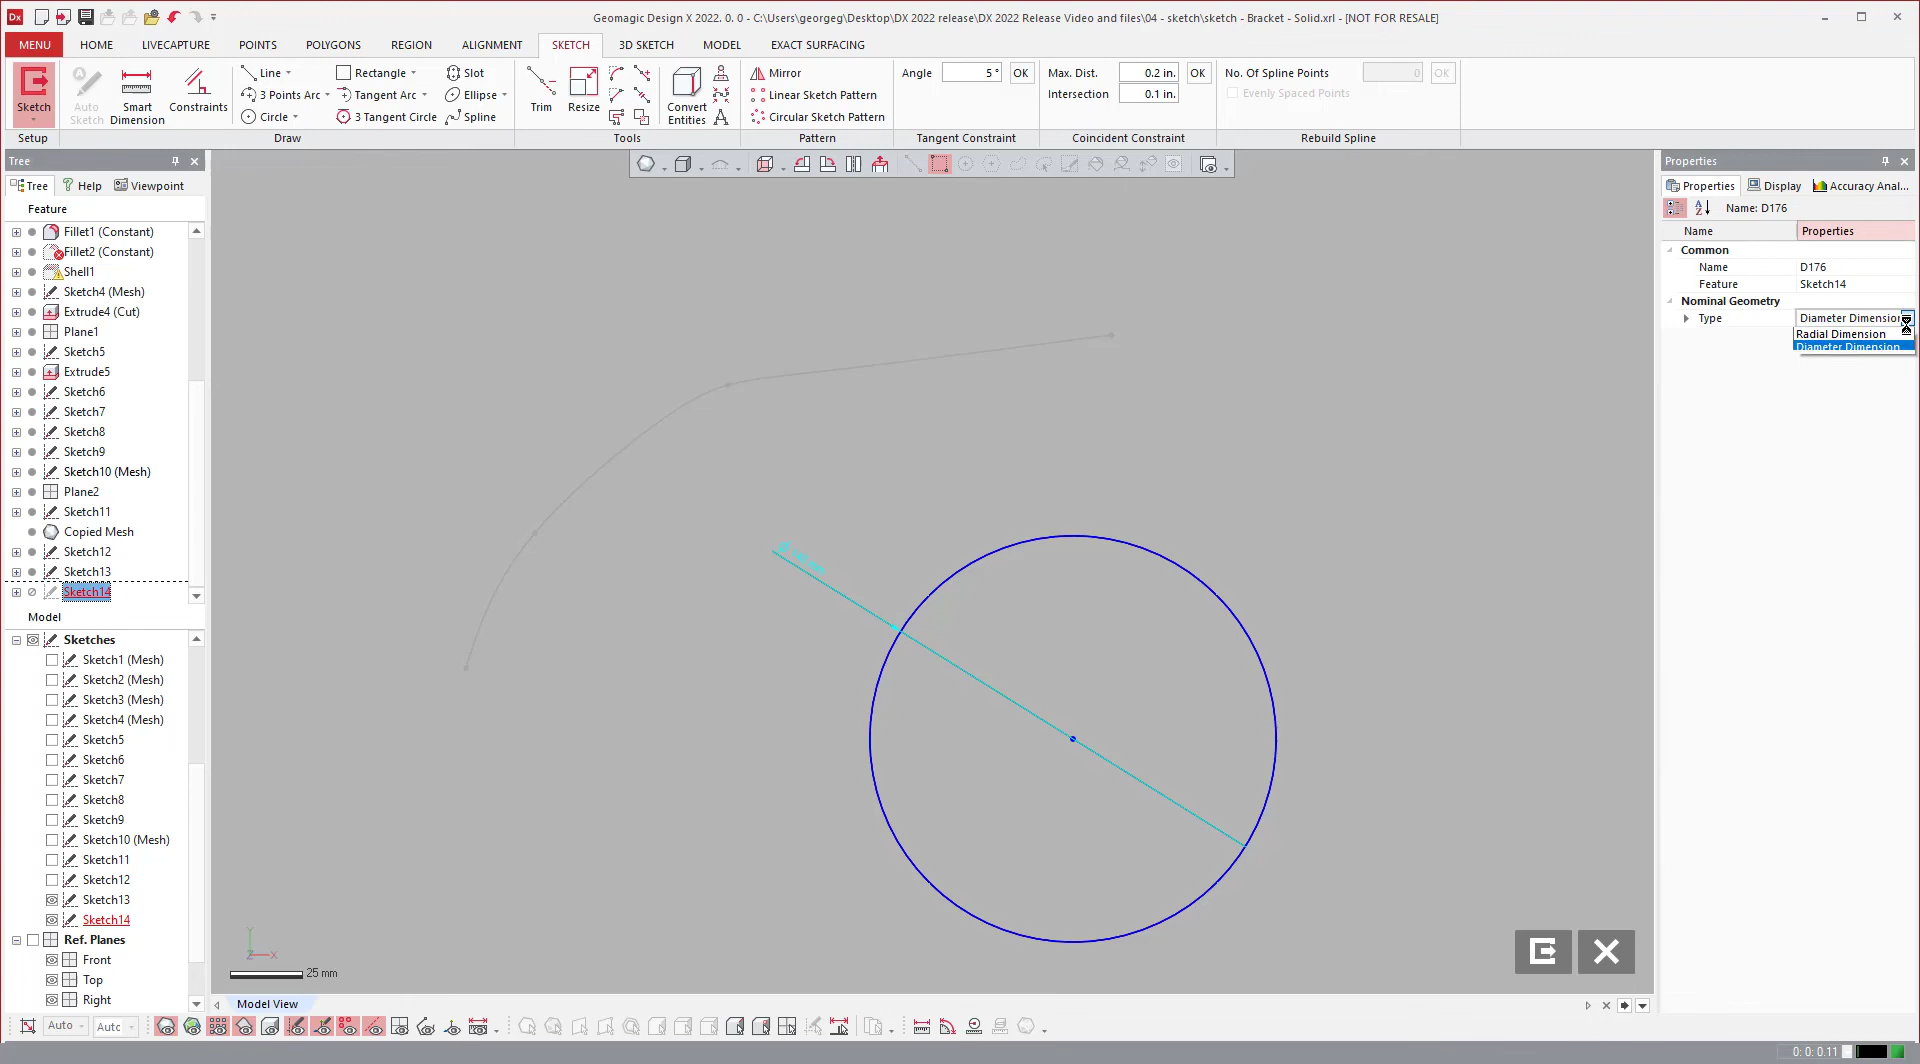 Dx
Geomagic Design X 2022. 0. 0 - C:\Users\georgeg\Desktop\DX 2022 release\DX 2022 Release Video and files\04 - sketch\sketch - Bracket - Solid.xrl - [NOT FOR RESALE]
MENU HOME LIVECAPTURE POINTS POLYGONS REGION ALIGNMENT SKETCH 3D SKETCH MODEL EXACT SURFACING
Sketch
Auto Sketch
Smart Dimension
Constraints
Line Rectangle Slot
3 Points Arc Tangent Arc Ellipse
Circle 3 Tangent Circle Spline
Trim
Resize
Convert Entities
Mirror
Linear Sketch Pattern
Circular Sketch Pattern
Angle 5° OK
Max. Dist. 0.2 in. OK
Intersection 0.1 in.
No. Of Spline Points 0 OK
Evenly Spaced Points
Setup Draw Tools Pattern Tangent Constraint Coincident Constraint Rebuild Spline
Tree
Tree Help Viewpoint
Feature
Fillet1 (Constant)
Fillet2 (Constant)
Shell1
Sketch4 (Mesh)
Extrude4 (Cut)
Plane1
Sketch5
Extrude5
Sketch6
Sketch7
Sketch8
Sketch9
Sketch10 (Mesh)
Plane2
Sketch11
Copied Mesh
Sketch12
Sketch13
Sketch14
Model
Sketches
Sketch1 (Mesh)
Sketch2 (Mesh)
Sketch3 (Mesh)
Sketch4 (Mesh)
Sketch5
Sketch6
Sketch7
Sketch8
Sketch9
Sketch10 (Mesh)
Sketch11
Sketch12
Sketch13
Sketch14
Ref. Planes
Front
Top
Right
Y
Z X
25 mm
Model View
Properties
Properties Display Accuracy Anal...
Name: D176
Name Properties
Common
Name D176
Feature Sketch14
Nominal Geometry
Type Diameter Dimension
Radial Dimension
Diameter Dimension
Auto Auto
0: 0: 0.11